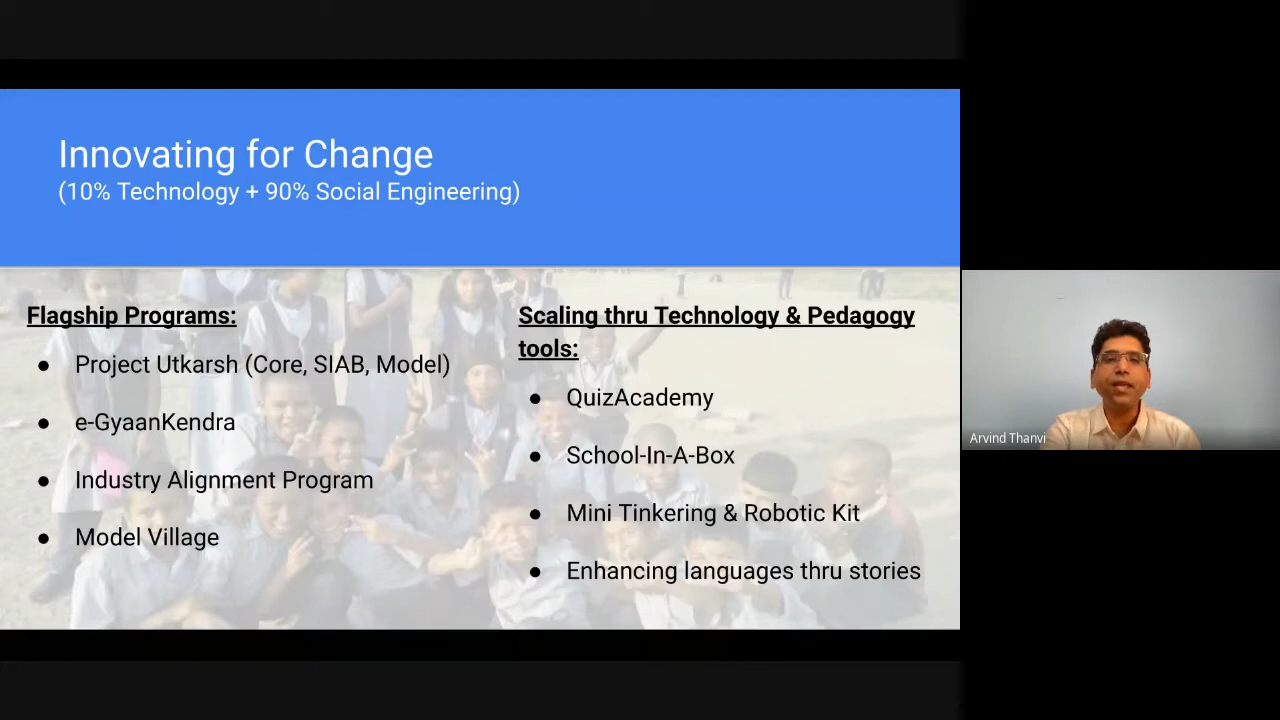 Innovating for Change
(10% Technology + 90% Social Engineering)
Flagship Programs:
● Project Utkarsh (Core, SIAB, Model)
● e-GyaanKendra
● Industry Alignment Program
● Model Village
Scaling thru Technology & Pedagogy
tools:
● QuizAcademy
● School-In-A-Box
● Mini Tinkering & Robotic Kit
● Enhancing languages thru stories
Arvind Thanvi